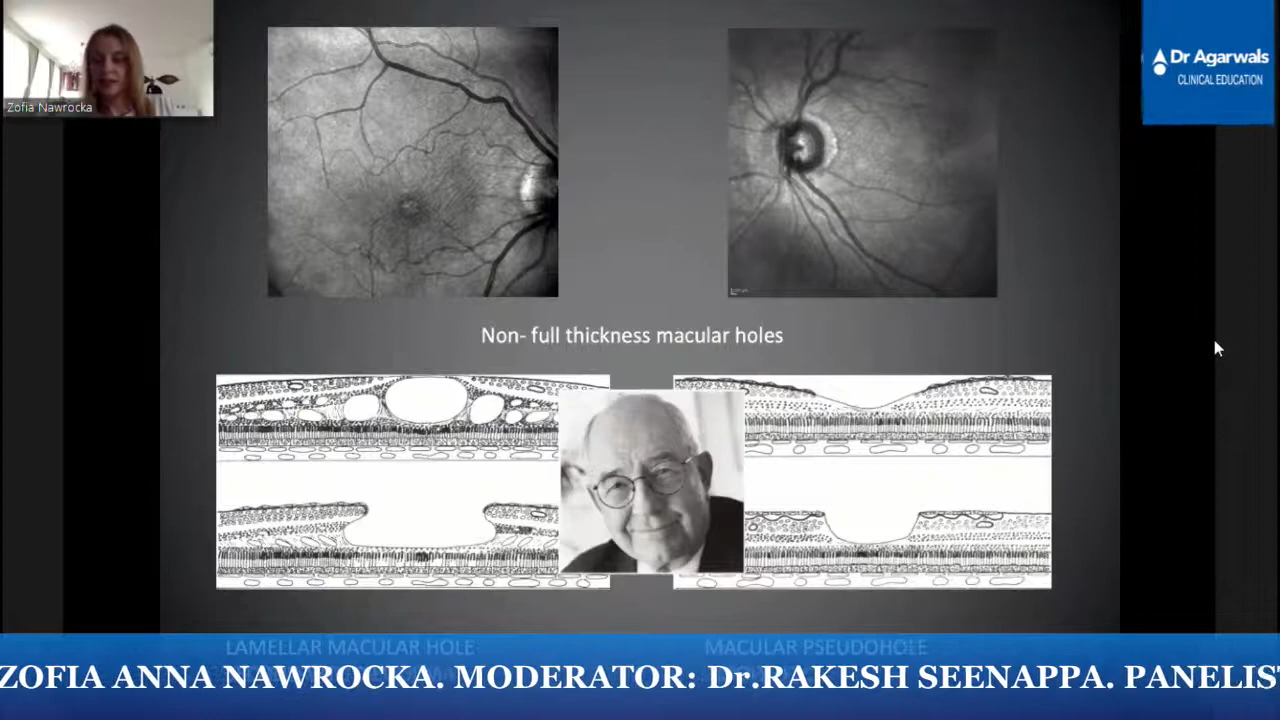 Zofia Nawrocka
Dr Agarwals
CLINICAL EDUCATION
Non- full thickness macular holes
LAMELLAR MACULAR HOLE
MACULAR PSEUDOHOLE
ZOFIA ANNA NAWROCKA. MODERATOR: Dr.RAKESH SEENAPPA. PANELIST